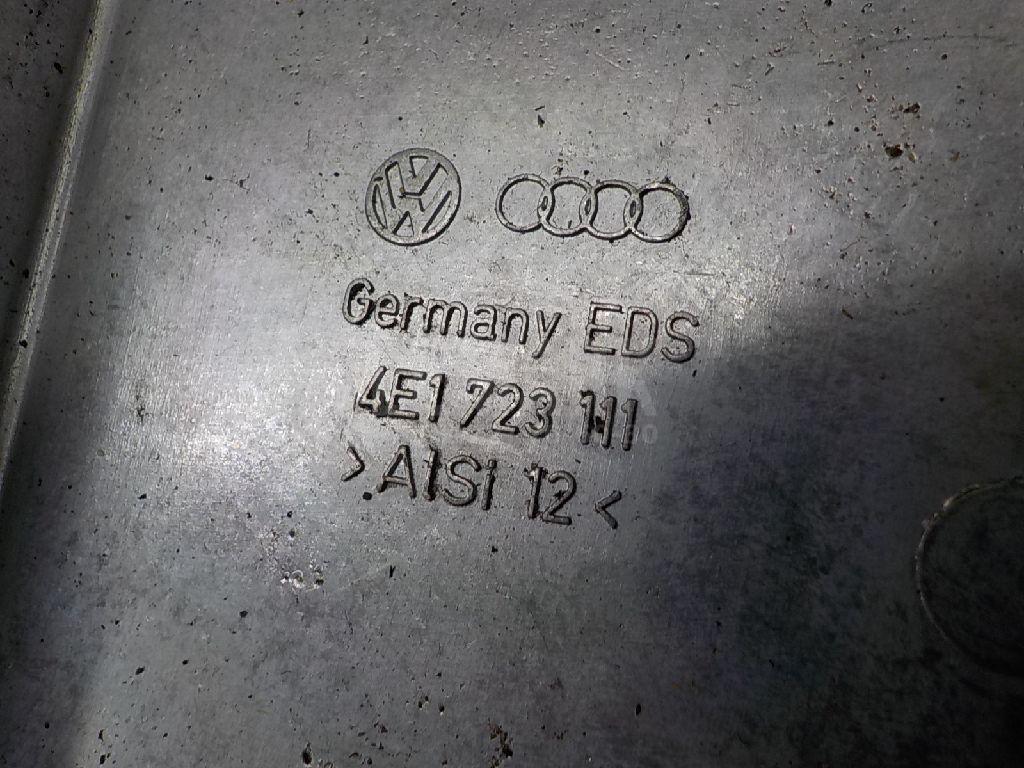 Germany EDS
4E1 723 111
>AlSi 12<